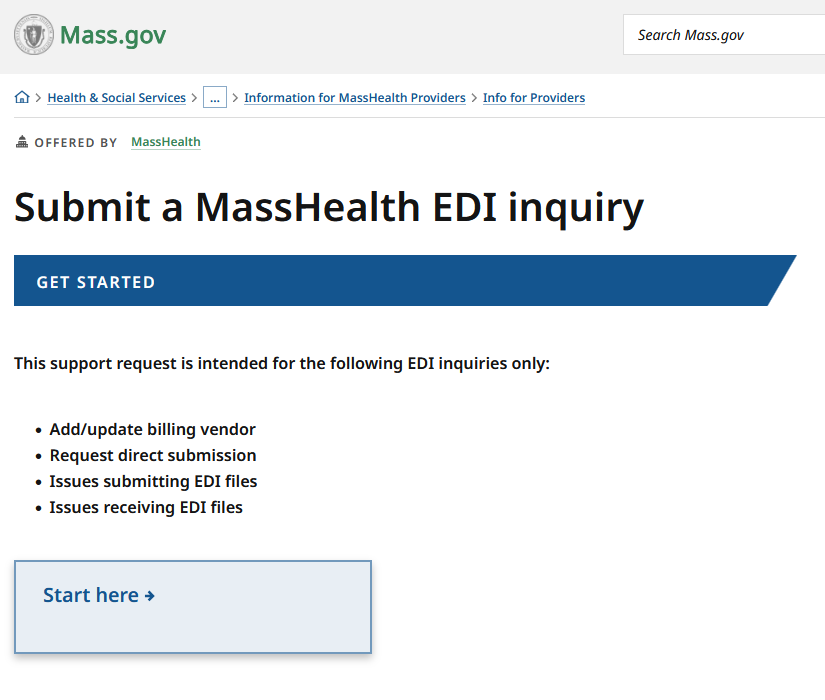 Mass.gov
Search Mass.gov
Health & Social Services > ... > Information for MassHealth Providers > Info for Providers
OFFERED BY MassHealth
Submit a MassHealth EDI inquiry
GET STARTED
This support request is intended for the following EDI inquiries only:
• Add/update billing vendor
• Request direct submission
• Issues submitting EDI files
• Issues receiving EDI files
Start here →